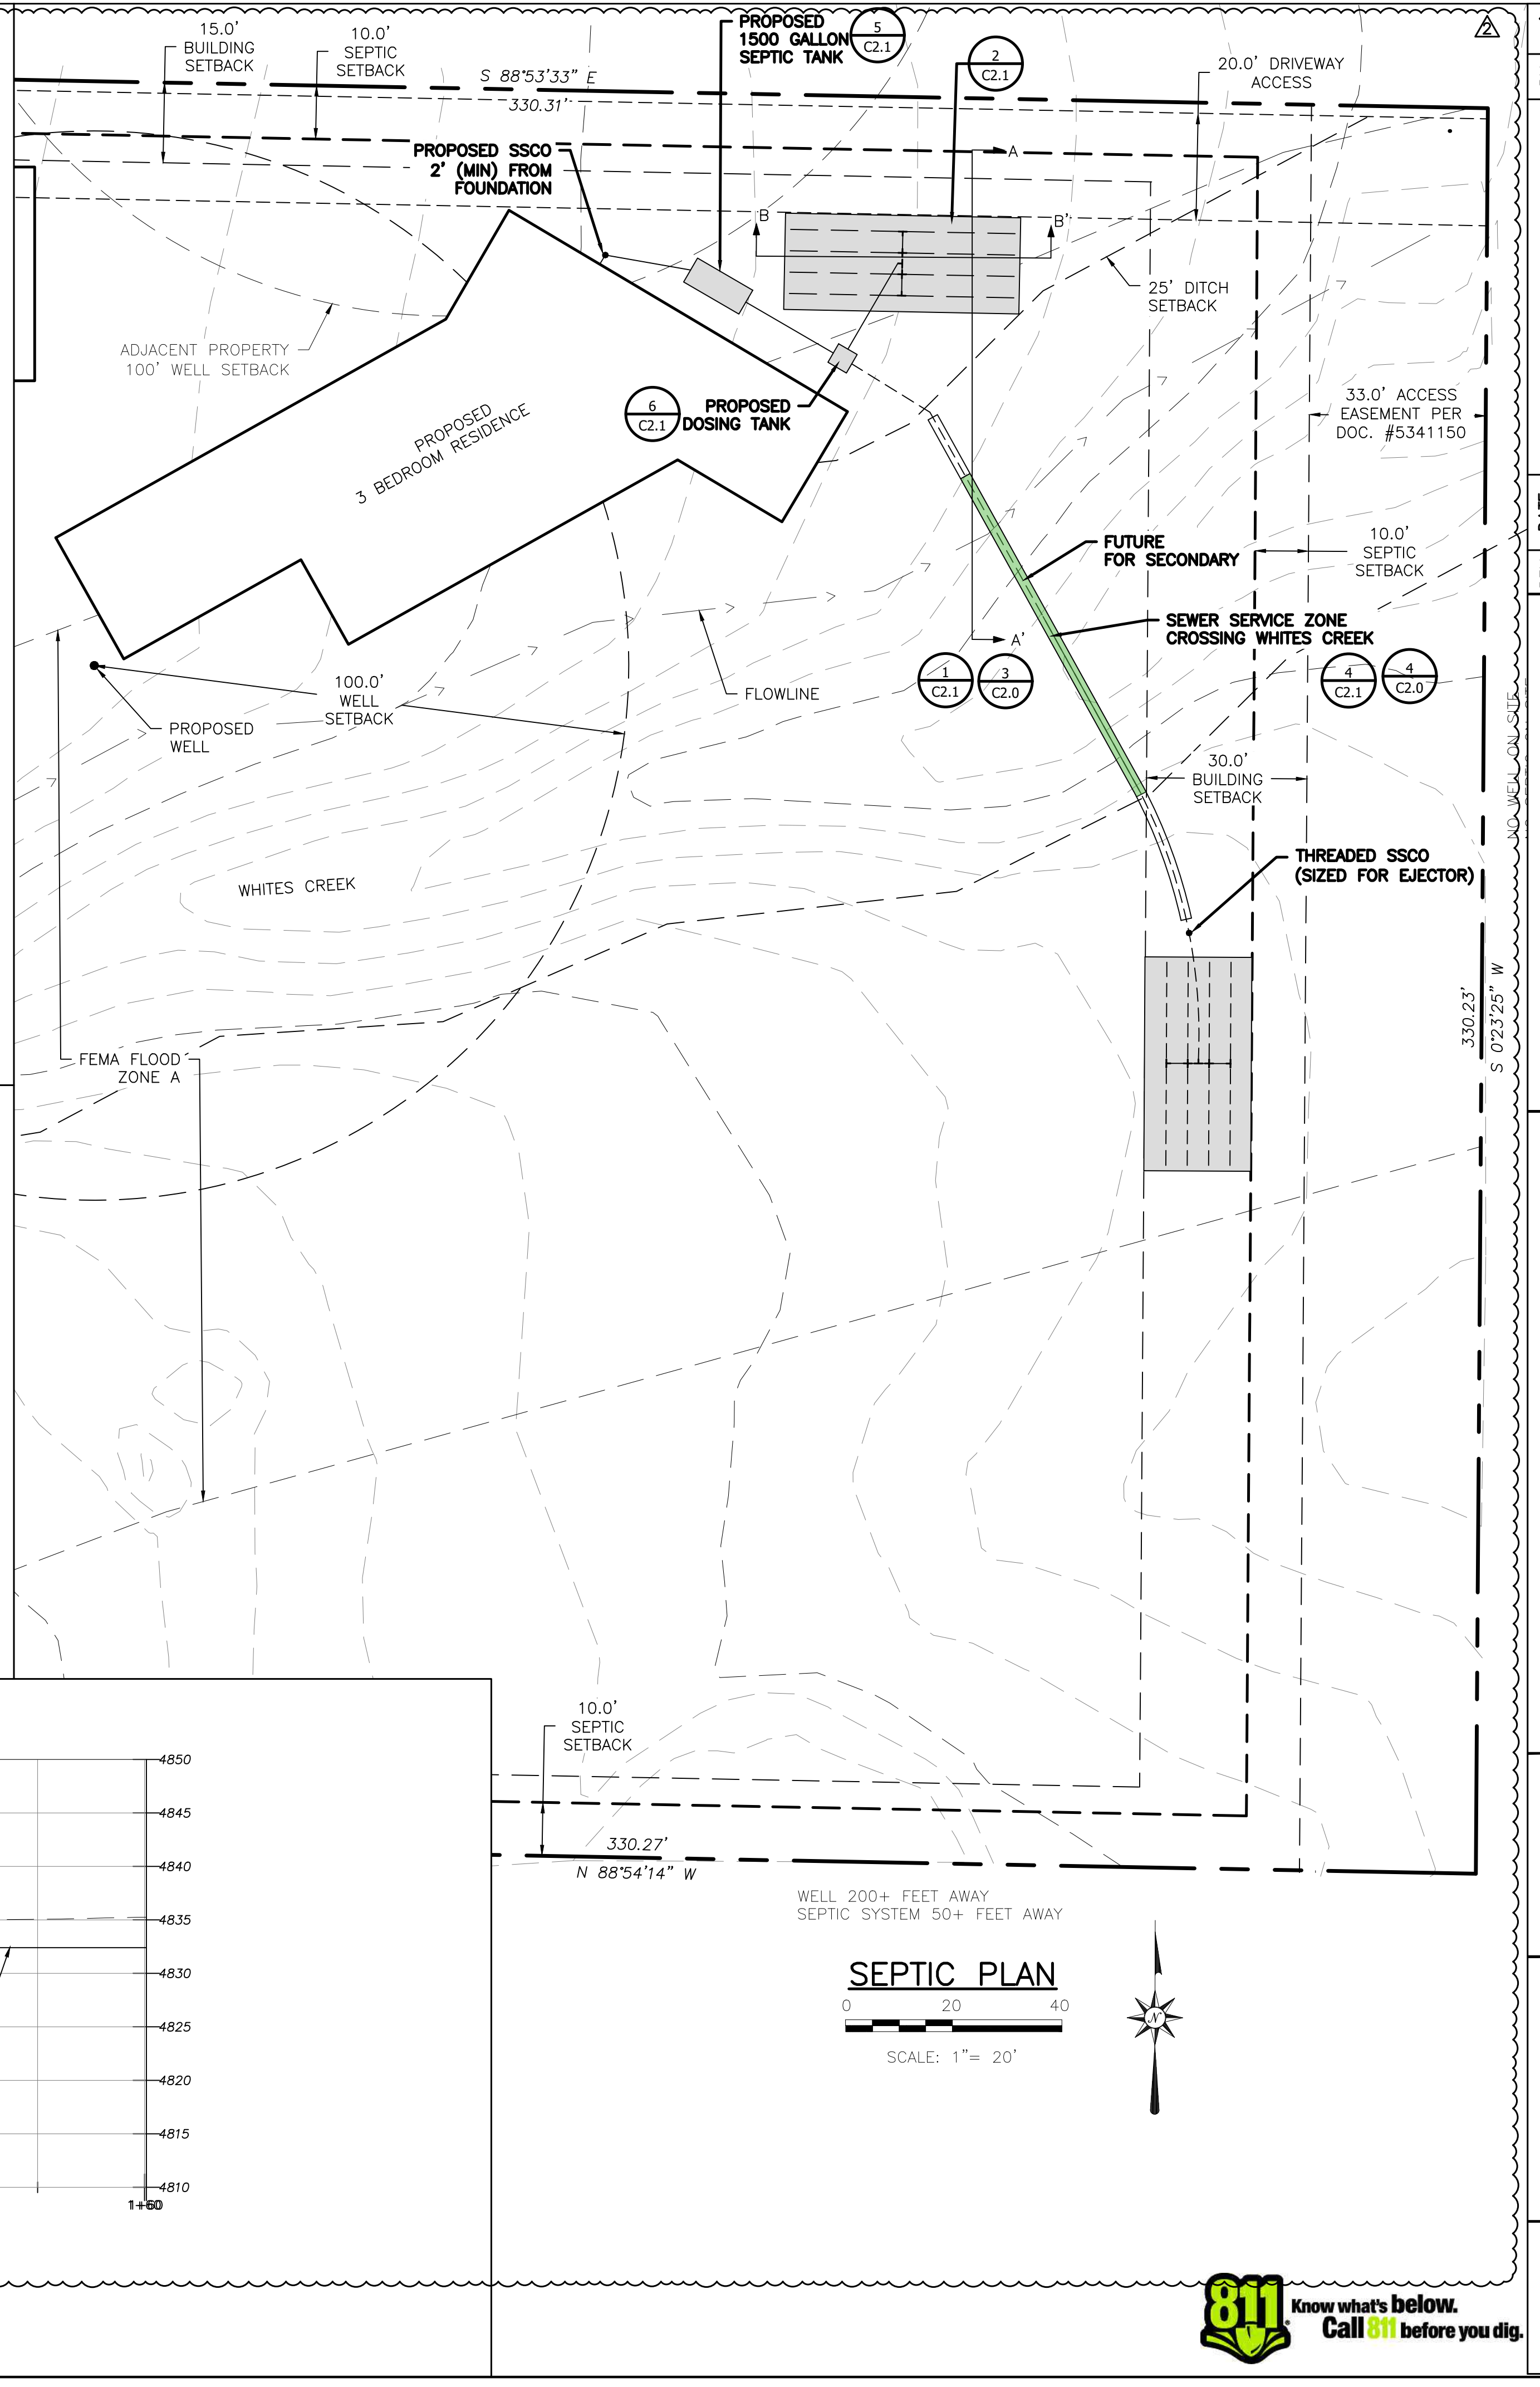 15.0'
BUILDING
SETBACK
10.0'
SEPTIC
SETBACK
S 88°53'33" E
330.31'
PROPOSED
1500 GALLON
SEPTIC TANK
5
C2.1
2
C2.1
20.0' DRIVEWAY
ACCESS
2
PROPOSED SSCO
2' (MIN) FROM
FOUNDATION
A
B
B'
25' DITCH
SETBACK
ADJACENT PROPERTY
100' WELL SETBACK
PROPOSED
3 BEDROOM RESIDENCE
6
C2.1
PROPOSED
DOSING TANK
33.0' ACCESS
EASEMENT PER
DOC. #5341150
FUTURE
FOR SECONDARY
10.0'
SEPTIC
SETBACK
SEWER SERVICE ZONE
CROSSING WHITES CREEK
A'
1
C2.1
3
C2.0
4
C2.1
4
C2.0
100.0'
WELL
SETBACK
FLOWLINE
PROPOSED
WELL
NO WELL ON SITE
30.0'
BUILDING
SETBACK
WHITES CREEK
THREADED SSCO
(SIZED FOR EJECTOR)
FEMA FLOOD
ZONE A
330.23'
S 0°23'25" W
10.0'
SEPTIC
SETBACK
330.27'
N 88°54'14" W
WELL 200+ FEET AWAY
SEPTIC SYSTEM 50+ FEET AWAY
4850
4845
4840
4835
4830
4825
4820
4815
4810
1+60
SEPTIC PLAN
0 20 40
SCALE: 1"= 20'
N
811
Know what's below.
Call 811 before you dig.